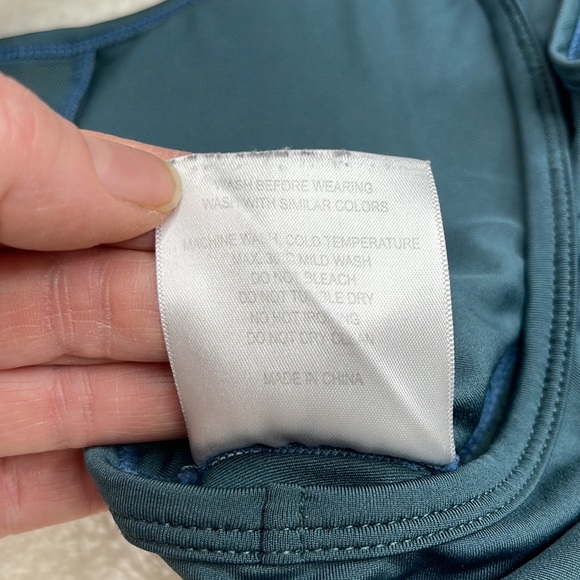 WASH BEFORE WEARING
WASH WITH SIMILAR COLORS
MACHINE WASH, COLD TEMPERATURE
MAX. MILD WASH
DO NOT BLEACH
DO NOT TUMBLE DRY
NO HOT IRONING
DO NOT DRY CLEAN
MADE IN CHINA